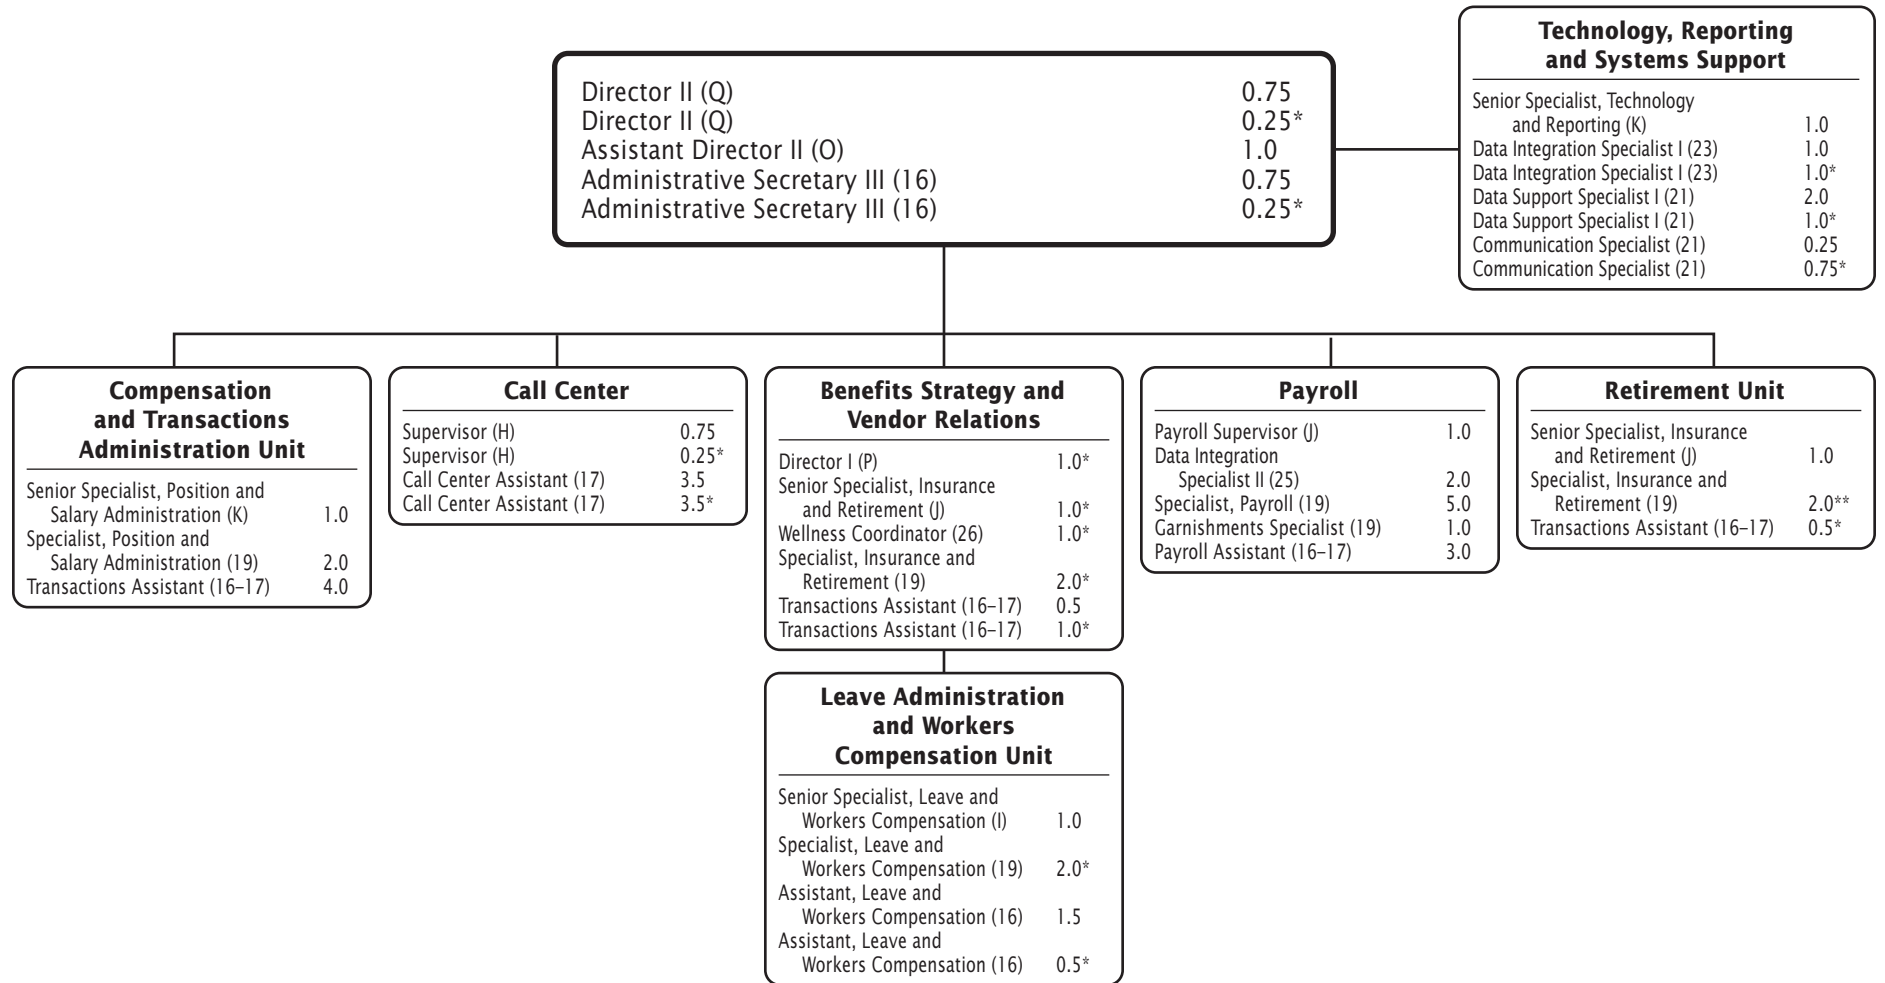 Technology, Reporting
and Systems Support
Senior Specialist, Technology
and Reporting (K) 1.0
Data Integration Specialist I (23) 1.0
Data Integration Specialist I (23) 1.0*
Data Support Specialist I (21) 2.0
Data Support Specialist I (21) 1.0*
Communication Specialist (21) 0.25
Communication Specialist (21) 0.75*
Director II (Q) 0.75
Director II (Q) 0.25*
Assistant Director II (O) 1.0
Administrative Secretary III (16) 0.75
Administrative Secretary III (16) 0.25*
Compensation
and Transactions
Administration Unit
Senior Specialist, Position and
Salary Administration (K) 1.0
Specialist, Position and
Salary Administration (19) 2.0
Transactions Assistant (16–17) 4.0
Call Center
Supervisor (H) 0.75
Supervisor (H) 0.25*
Call Center Assistant (17) 3.5
Call Center Assistant (17) 3.5*
Benefits Strategy and
Vendor Relations
Director I (P) 1.0*
Senior Specialist, Insurance
and Retirement (J) 1.0*
Wellness Coordinator (26) 1.0*
Specialist, Insurance and
Retirement (19) 2.0*
Transactions Assistant (16–17) 0.5
Transactions Assistant (16–17) 1.0*
Payroll
Payroll Supervisor (J) 1.0
Data Integration
Specialist II (25) 2.0
Specialist, Payroll (19) 5.0
Garnishments Specialist (19) 1.0
Payroll Assistant (16–17) 3.0
Retirement Unit
Senior Specialist, Insurance
and Retirement (J) 1.0
Specialist, Insurance and
Retirement (19) 2.0**
Transactions Assistant (16–17) 0.5*
Leave Administration
and Workers
Compensation Unit
Senior Specialist, Leave and
Workers Compensation (I) 1.0
Specialist, Leave and
Workers Compensation (19) 2.0*
Assistant, Leave and
Workers Compensation (16) 1.5
Assistant, Leave and
Workers Compensation (16) 0.5*